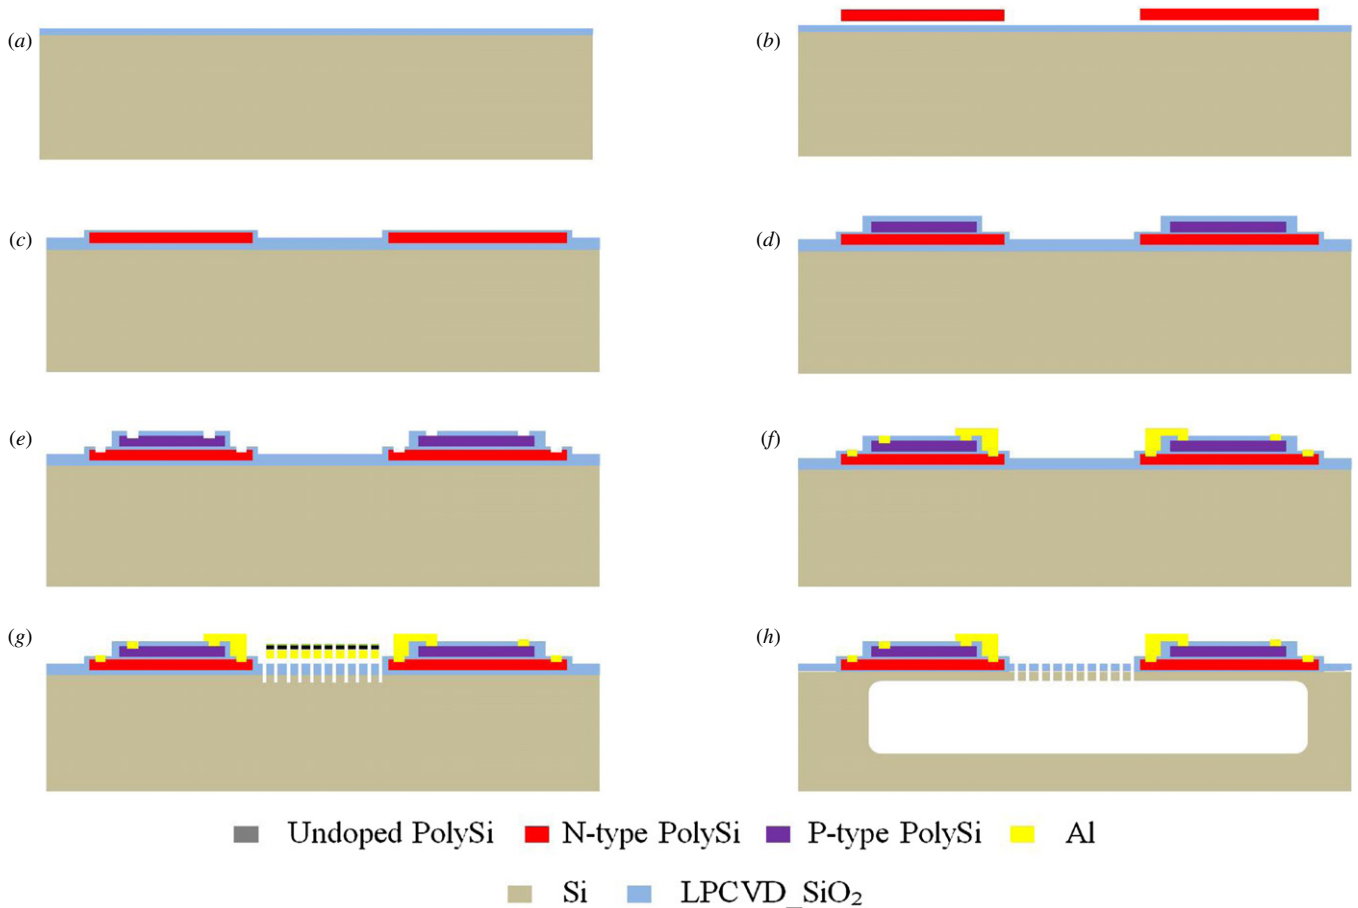 (a)
(b)
(c)
(d)
(e)
(f)
(g)
(h)
Undoped PolySi N-type PolySi P-type PolySi Al
Si LPCVD_SiO₂